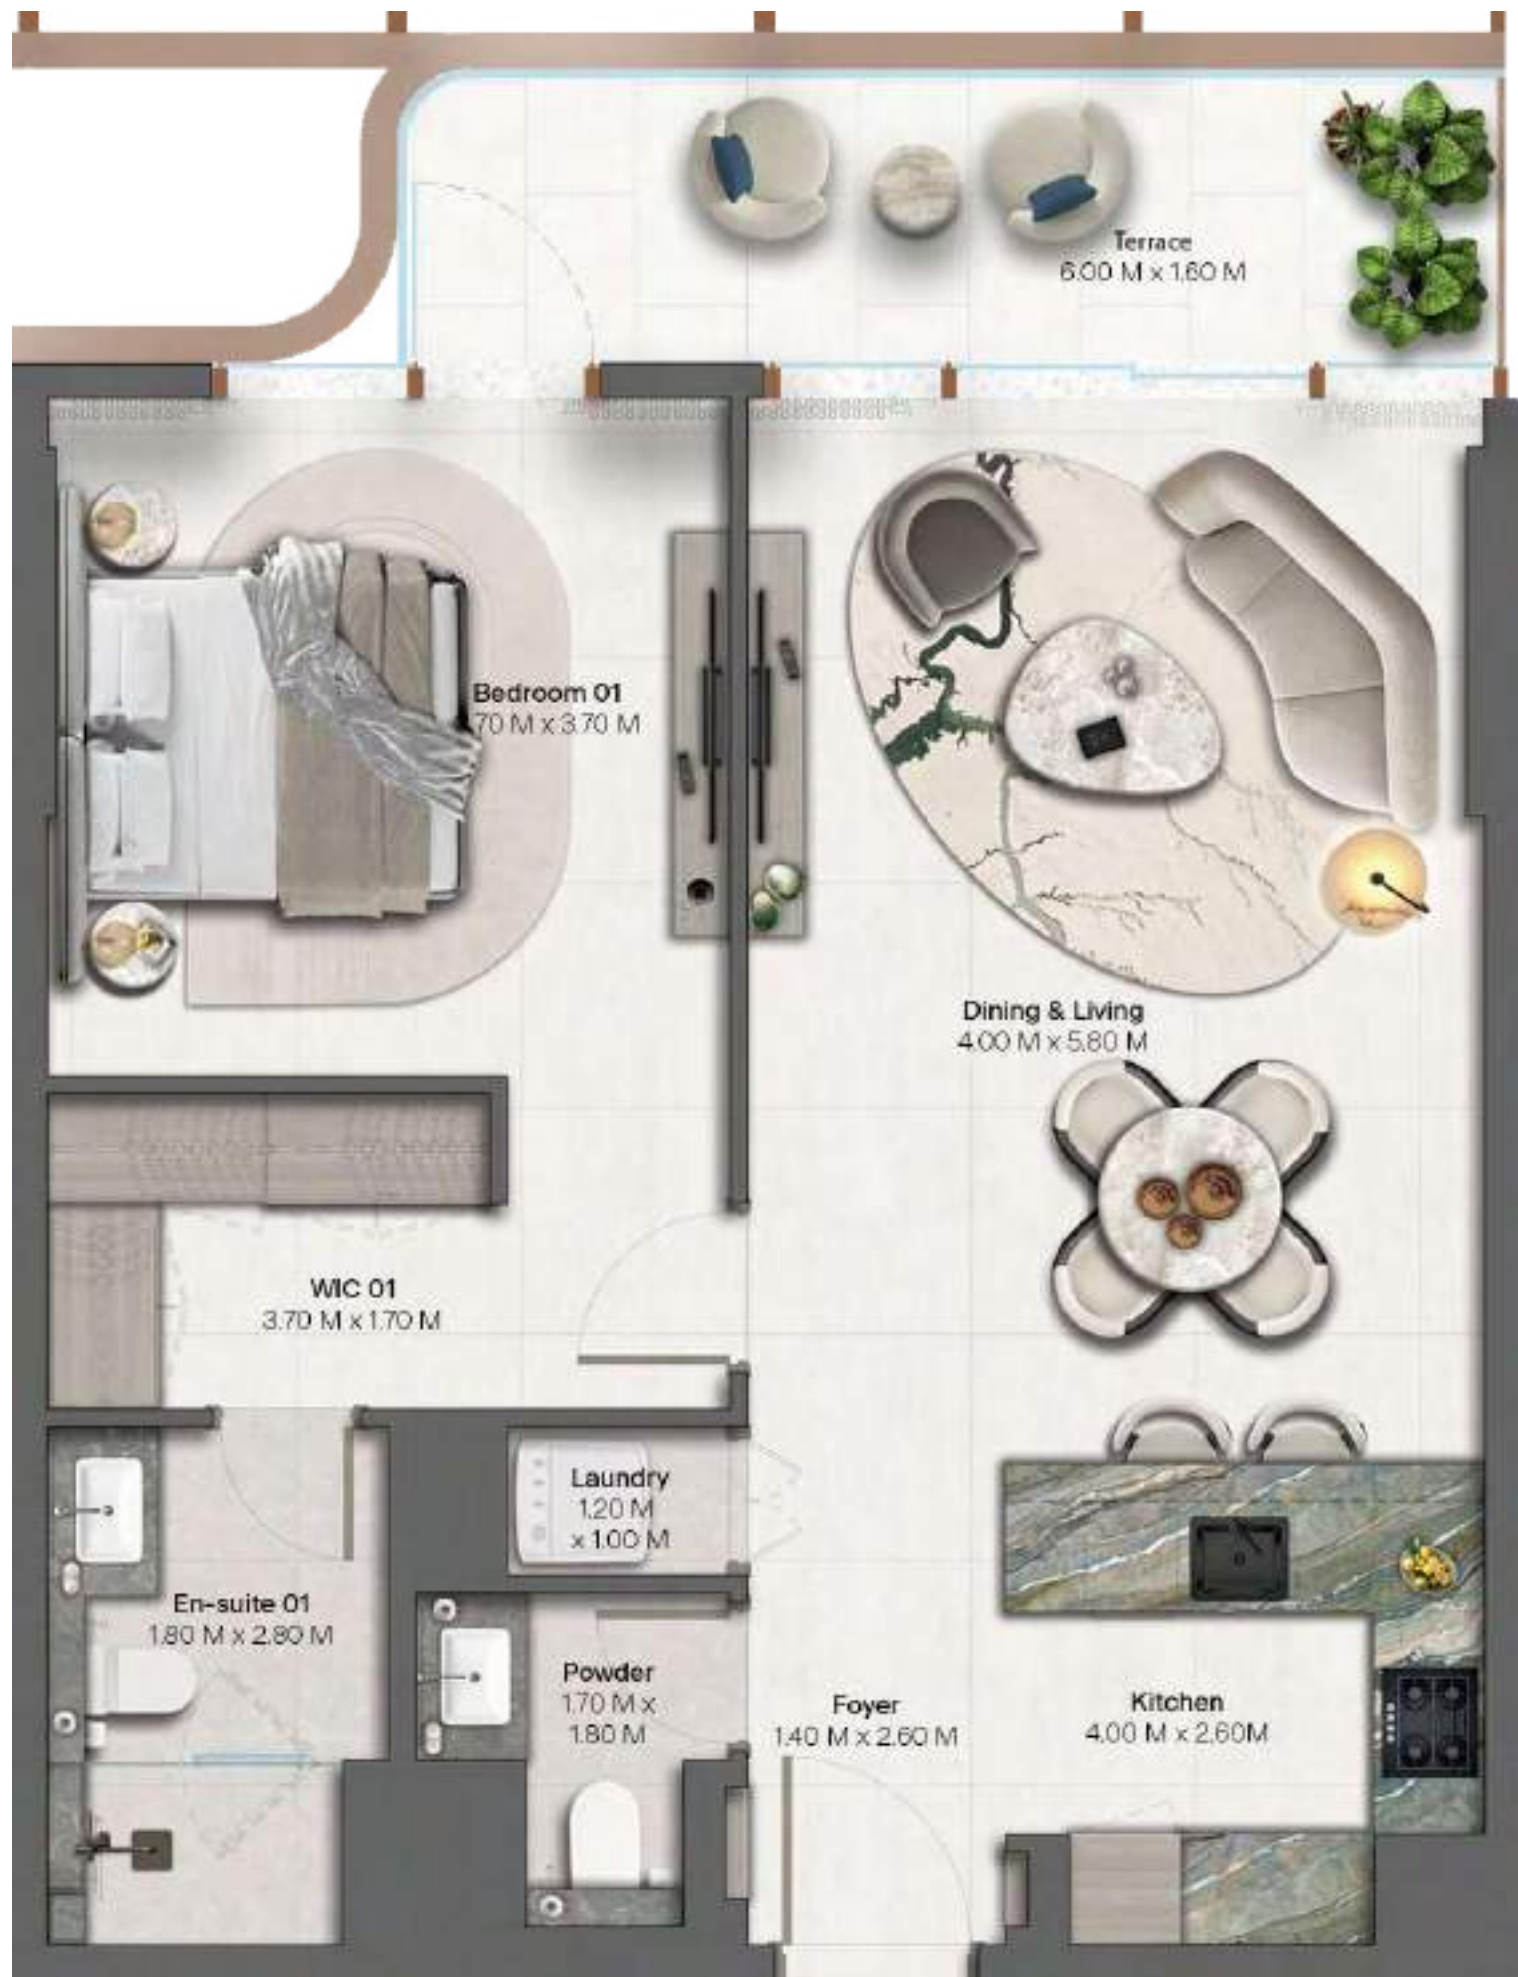 Terrace
6.00 M x 1.60 M
Bedroom 01
70 M x 3.70 M
Dining & Living
4.00 M x 5.80 M
WIC 01
3.70 M x 1.70 M
Laundry
1.20 M
x 1.00 M
En-suite 01
1.80 M x 2.80 M
Powder
1.70 M x
1.80 M
Foyer
1.40 M x 2.60 M
Kitchen
4.00 M x 2.60M